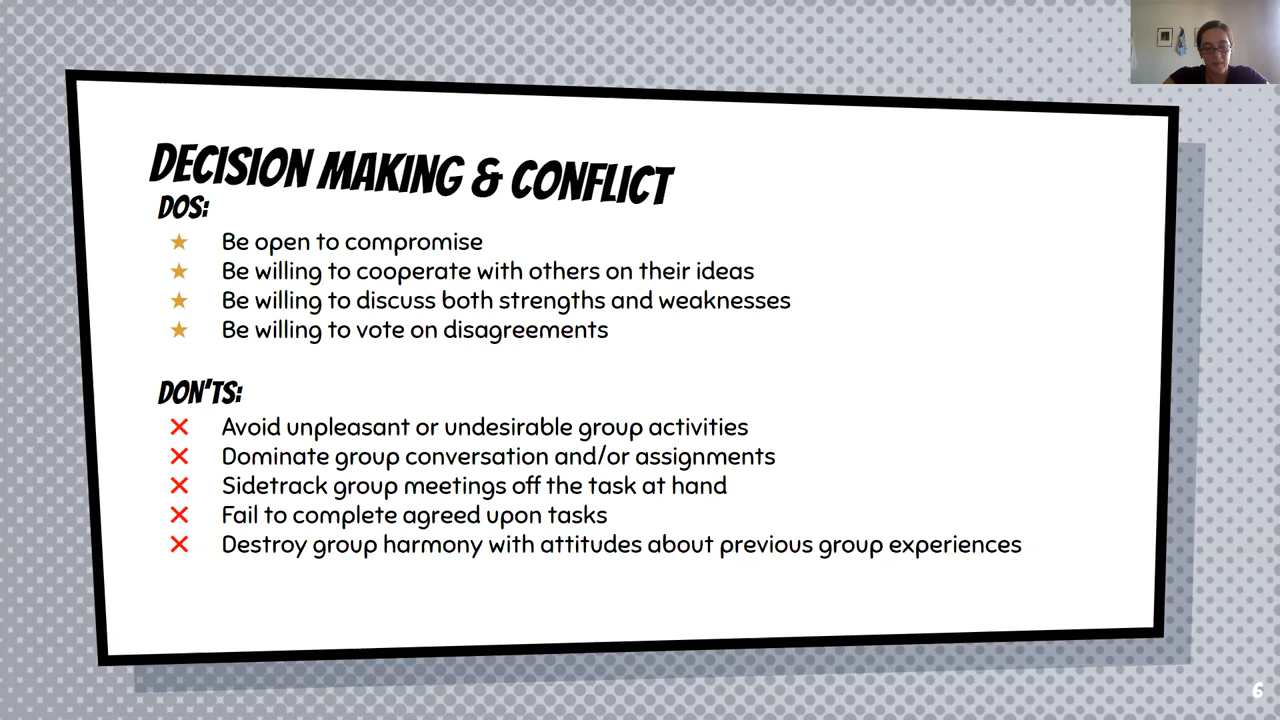 DECISION MAKING & CONFLICT
DOS:
★ Be open to compromise
★ Be willing to cooperate with others on their ideas
★ Be willing to discuss both strengths and weaknesses
★ Be willing to vote on disagreements
DON'TS:
✕ Avoid unpleasant or undesirable group activities
✕ Dominate group conversation and/or assignments
✕ Sidetrack group meetings off the task at hand
✕ Fail to complete agreed upon tasks
✕ Destroy group harmony with attitudes about previous group experiences
6